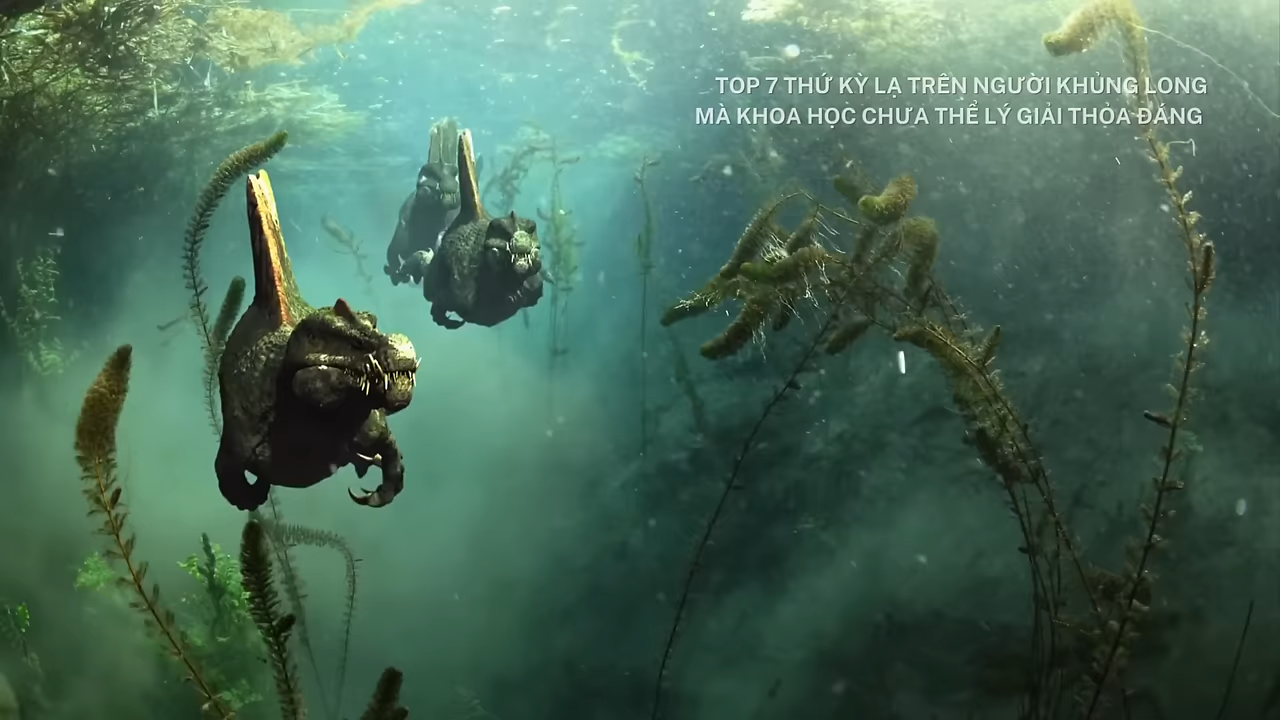 TOP 7 THỨ KỲ LẠ TRÊN NGƯỜI KHỦNG LONG
MÀ KHOA HỌC CHƯA THỂ LÝ GIẢI THỎA ĐÁNG